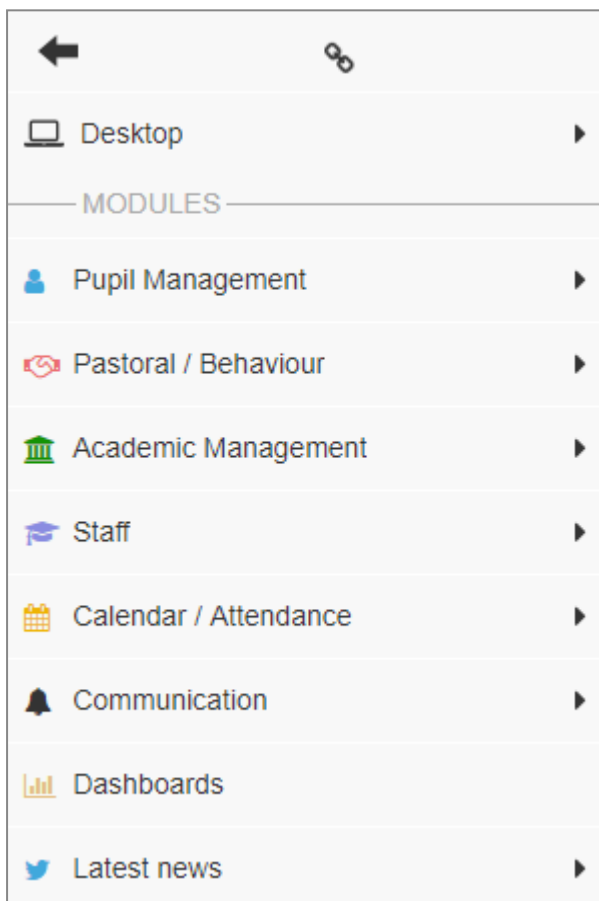 Desktop
MODULES
Pupil Management
Pastoral / Behaviour
Academic Management
Staff
Calendar / Attendance
Communication
Dashboards
Latest news